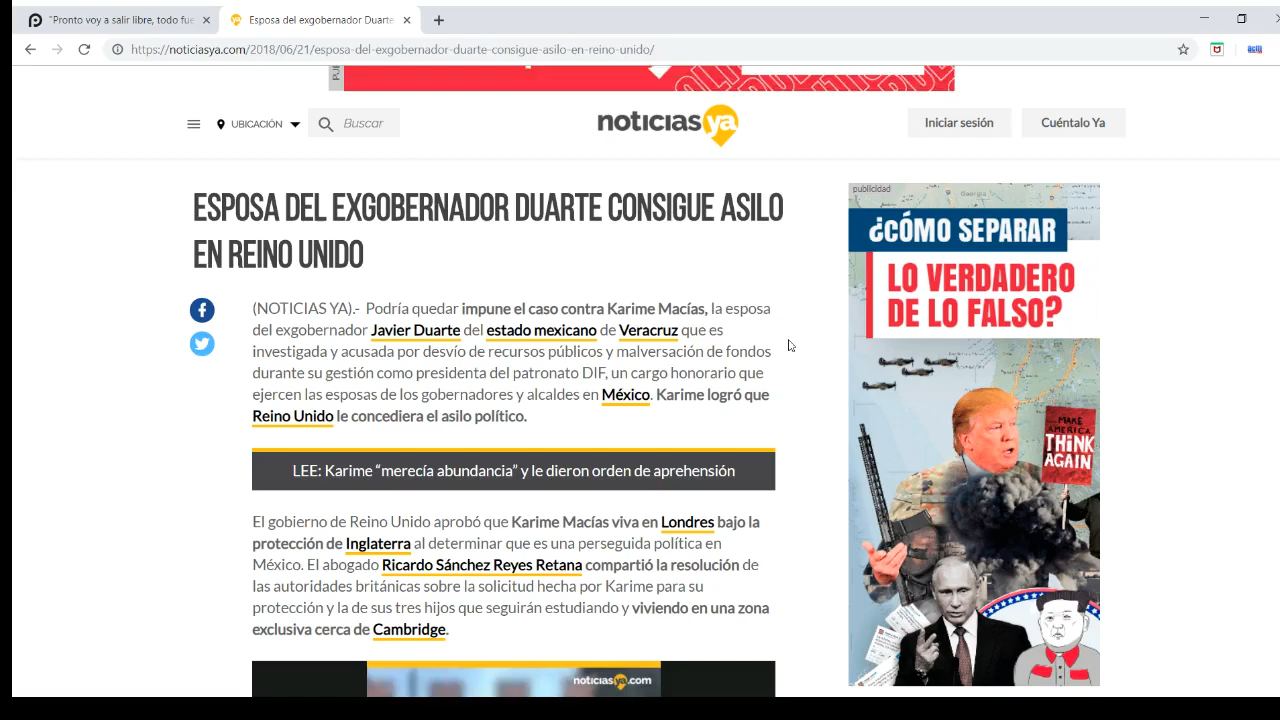 "Pronto voy a salir libre, todo fue
Esposa del exgobernador Duarte
https://noticiasya.com/2018/06/21/esposa-del-exgobernador-duarte-consigue-asilo-en-reino-unido/
UBICACIÓN
Buscar
noticias ya
Iniciar sesión
Cuéntalo Ya
ESPOSA DEL EXGOBERNADOR DUARTE CONSIGUE ASILO
EN REINO UNIDO
(NOTICIAS YA).- Podría quedar impune el caso contra Karime Macías, la esposa
del exgobernador Javier Duarte del estado mexicano de Veracruz que es
investigada y acusada por desvío de recursos públicos y malversación de fondos
durante su gestión como presidenta del patronato DIF, un cargo honorario que
ejercen las esposas de los gobernadores y alcaldes en México. Karime logró que
Reino Unido le concediera el asilo político.
LEE: Karime “merecía abundancia” y le dieron orden de aprehensión
El gobierno de Reino Unido aprobó que Karime Macías viva en Londres bajo la
protección de Inglaterra al determinar que es una perseguida política en
México. El abogado Ricardo Sánchez Reyes Retana compartió la resolución de
las autoridades británicas sobre la solicitud hecha por Karime para su
protección y la de sus tres hijos que seguirán estudiando y viviendo en una zona
exclusiva cerca de Cambridge.
noticiasya.com
publicidad
Georgia
¿CÓMO SEPARAR
LO VERDADERO
DE LO FALSO?
MAKE
AMERICA
THINK
AGAIN